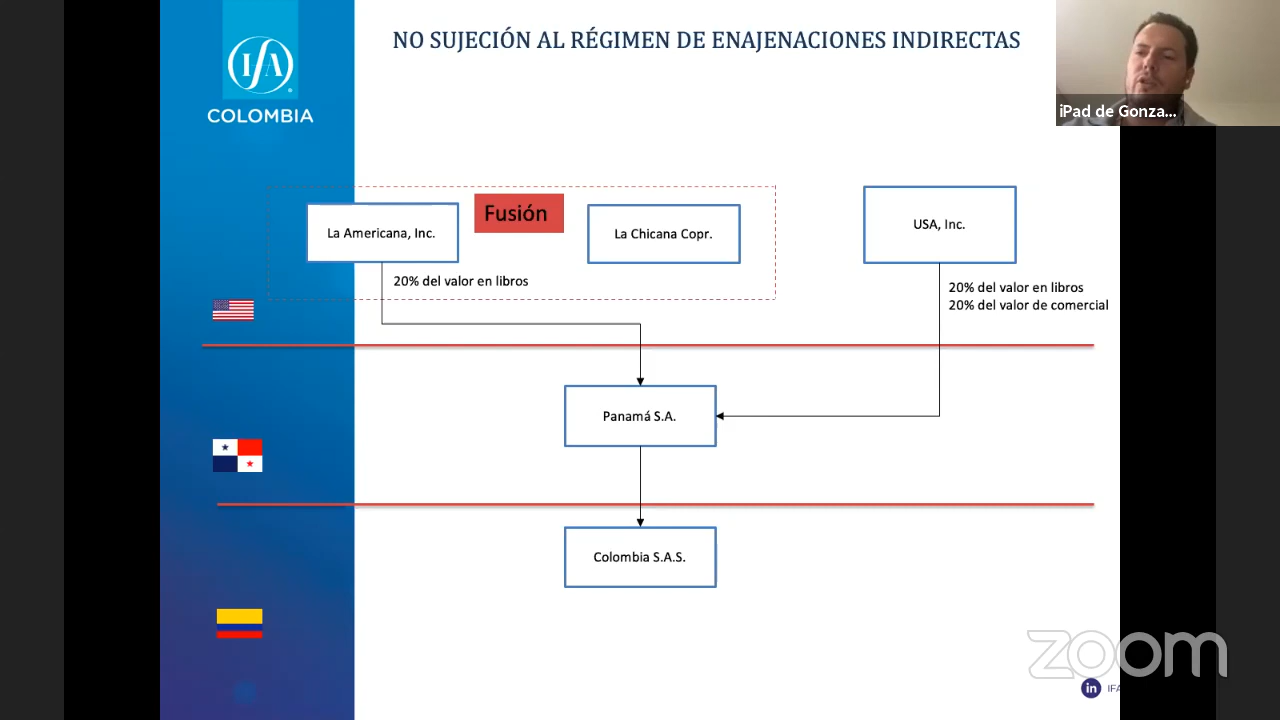 NO SUJECIÓN AL RÉGIMEN DE ENAJENACIONES INDIRECTAS
IFA
COLOMBIA
iPad de Gonza...
Fusión
La Americana, Inc.
La Chicana Copr.
USA, Inc.
20% del valor en libros
20% del valor en libros
20% del valor de comercial
Panamá S.A.
Colombia S.A.S.
zoom
in